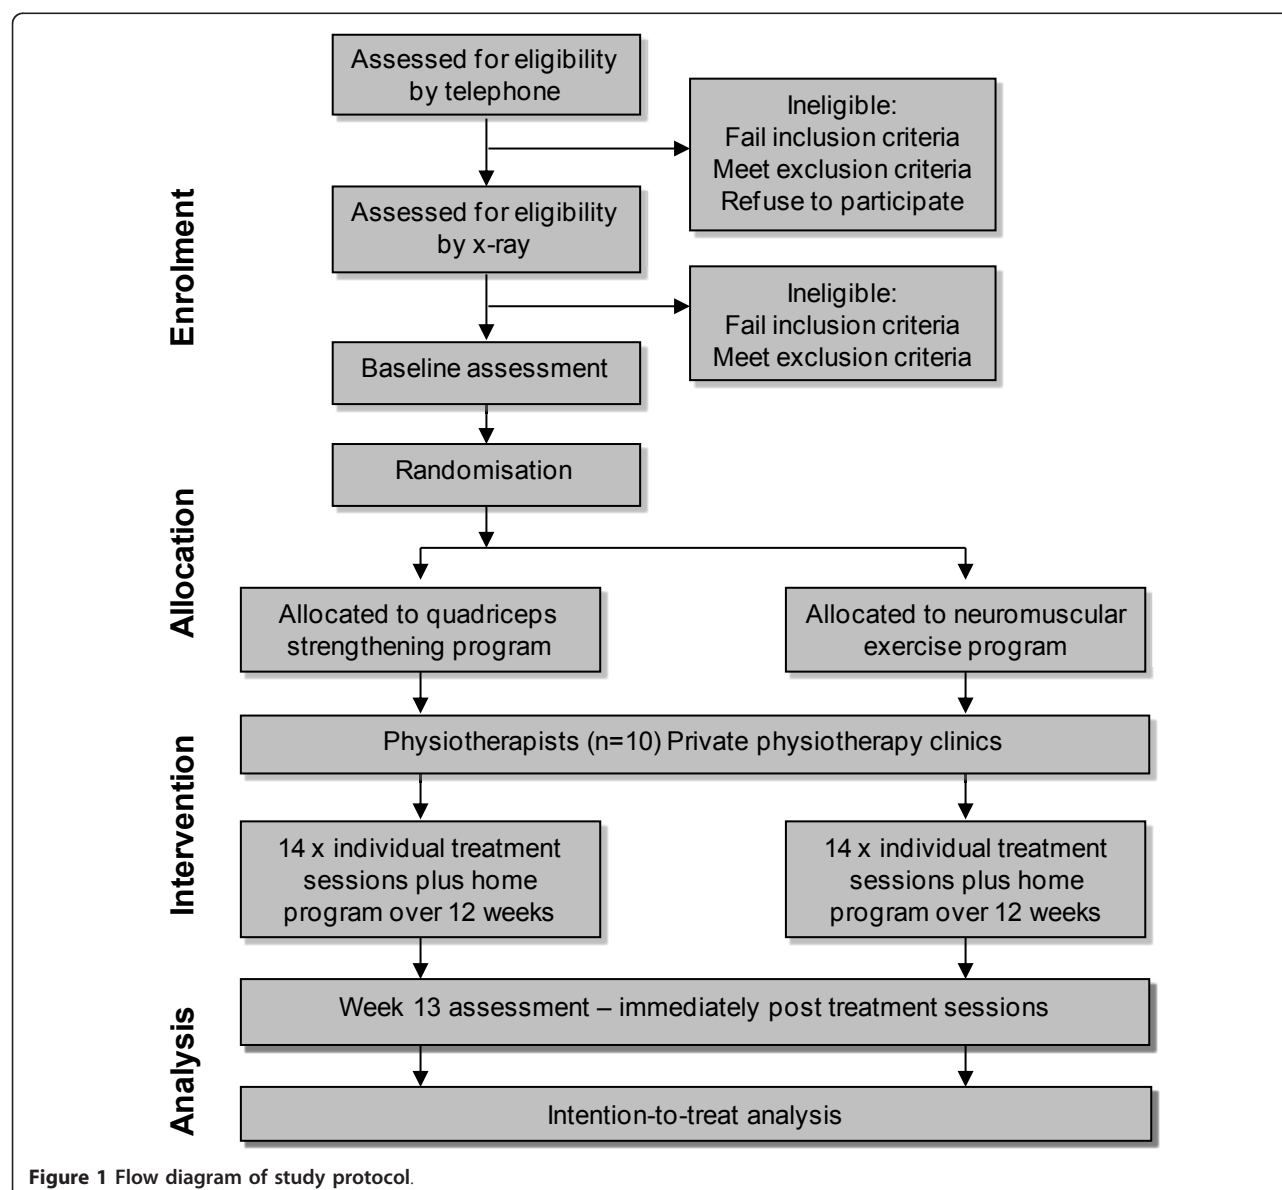 Assessed for eligibility
by telephone
Ineligible:
Fail inclusion criteria
Meet exclusion criteria
Refuse to participate
Enrolment
Assessed for eligibility
by x-ray
Ineligible:
Fail inclusion criteria
Meet exclusion criteria
Baseline assessment
Randomisation
Allocation
Allocated to quadriceps
strengthening program
Allocated to neuromuscular
exercise program
Intervention
Physiotherapists (n=10) Private physiotherapy clinics
14 x individual treatment
sessions plus home
program over 12 weeks
14 x individual treatment
sessions plus home
program over 12 weeks
Analysis
Week 13 assessment – immediately post treatment sessions
Intention-to-treat analysis
Figure 1 Flow diagram of study protocol.